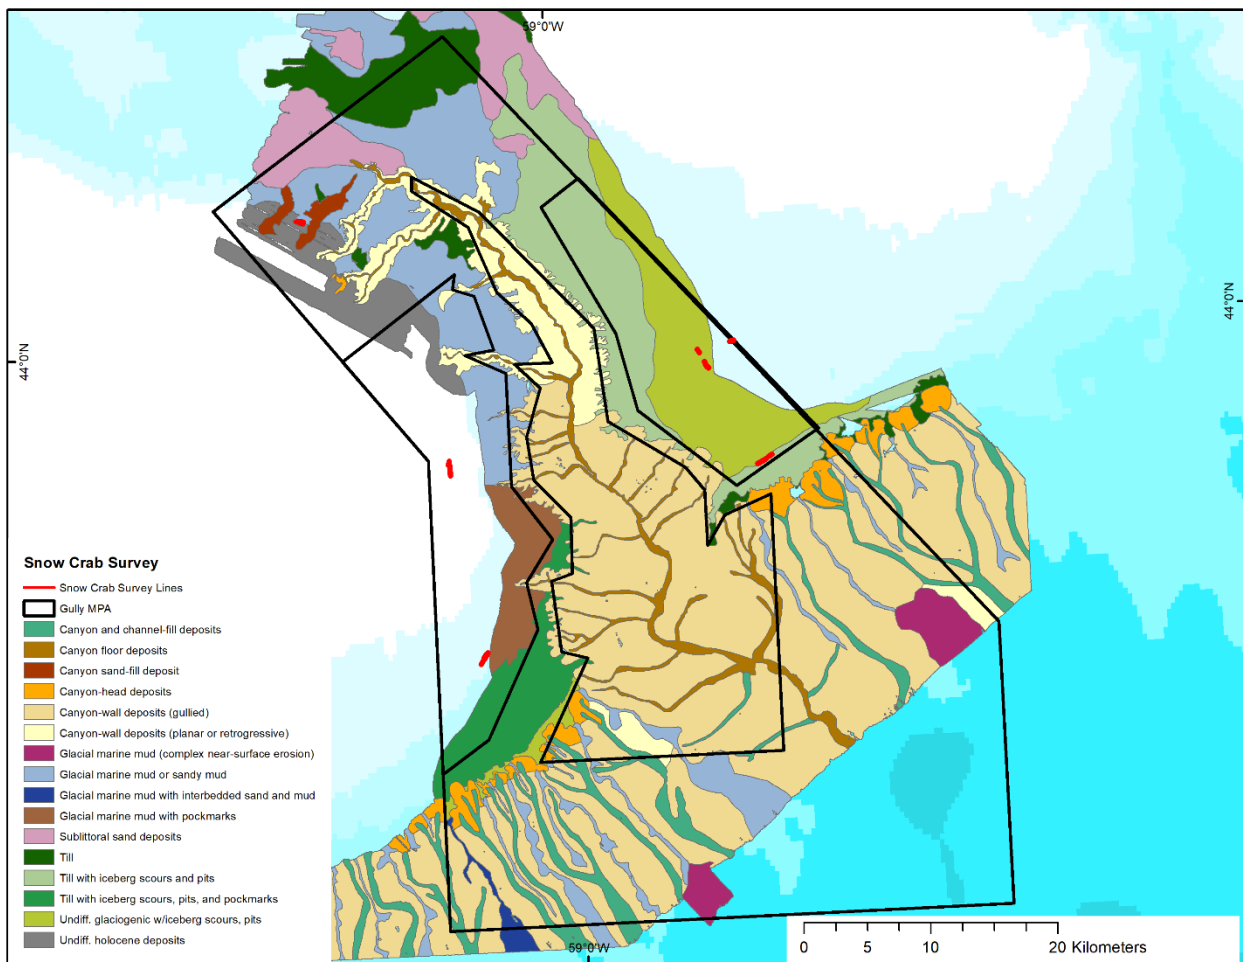 59°0'W
44°0'N
44°0'N
Snow Crab Survey
Snow Crab Survey Lines
Gully MPA
Canyon and channel-fill deposits
Canyon floor deposits
Canyon sand-fill deposit
Canyon-head deposits
Canyon-wall deposits (gullied)
Canyon-wall deposits (planar or retrogressive)
Glacial marine mud (complex near-surface erosion)
Glacial marine mud or sandy mud
Glacial marine mud with interbedded sand and mud
Glacial marine mud with pockmarks
Sublittoral sand deposits
Till
Till with iceberg scours and pits
Till with iceberg scours, pits, and pockmarks
Undiff. glaciogenic w/iceberg scours, pits
Undiff. holocene deposits
59°0'W
0 5 10 20 Kilometers